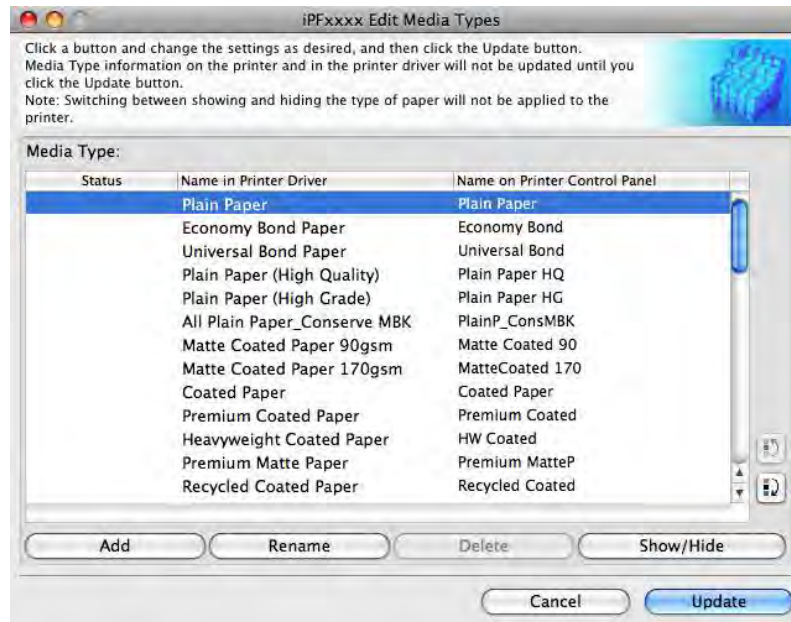 iPFxxxx Edit Media Types
Click a button and change the settings as desired, and then click the Update button.
Media Type information on the printer and in the printer driver will not be updated until you
click the Update button.
Note: Switching between showing and hiding the type of paper will not be applied to the
printer.
Media Type:
Status Name in Printer Driver Name on Printer Control Panel
Plain Paper Plain Paper
Economy Bond Paper Economy Bond
Universal Bond Paper Universal Bond
Plain Paper (High Quality) Plain Paper HQ
Plain Paper (High Grade) Plain Paper HG
All Plain Paper_Conserve MBK PlainP_ConsMBK
Matte Coated Paper 90gsm Matte Coated 90
Matte Coated Paper 170gsm MatteCoated 170
Coated Paper Coated Paper
Premium Coated Paper Premium Coated
Heavyweight Coated Paper HW Coated
Premium Matte Paper Premium MatteP
Recycled Coated Paper Recycled Coated
Add Rename Delete Show/Hide
Cancel Update